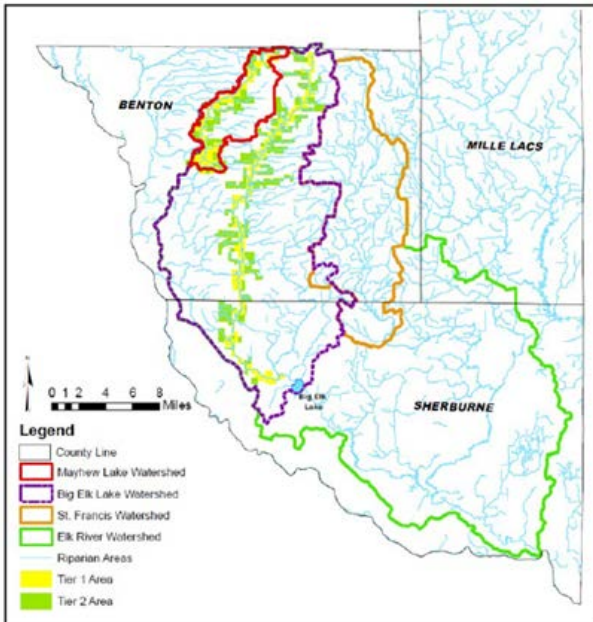 BENTON
MILLE LACS
Big Elk
Lake
SHERBURNE
0 1 2 4 6 8
Miles
Legend
County Line
Mayhew Lake Watershed
Big Elk Lake Watershed
St. Francis Watershed
Elk River Watershed
Riparian Areas
Tier 1 Area
Tier 2 Area